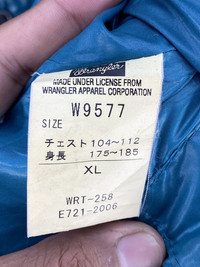 Wrangler
MADE UNDER LICENSE FROM
WRANGLER APPAREL CORPORATION
W9577
SIZE
チェスト 104~112
身長 175~185
XL
WRT-258
E721-2006